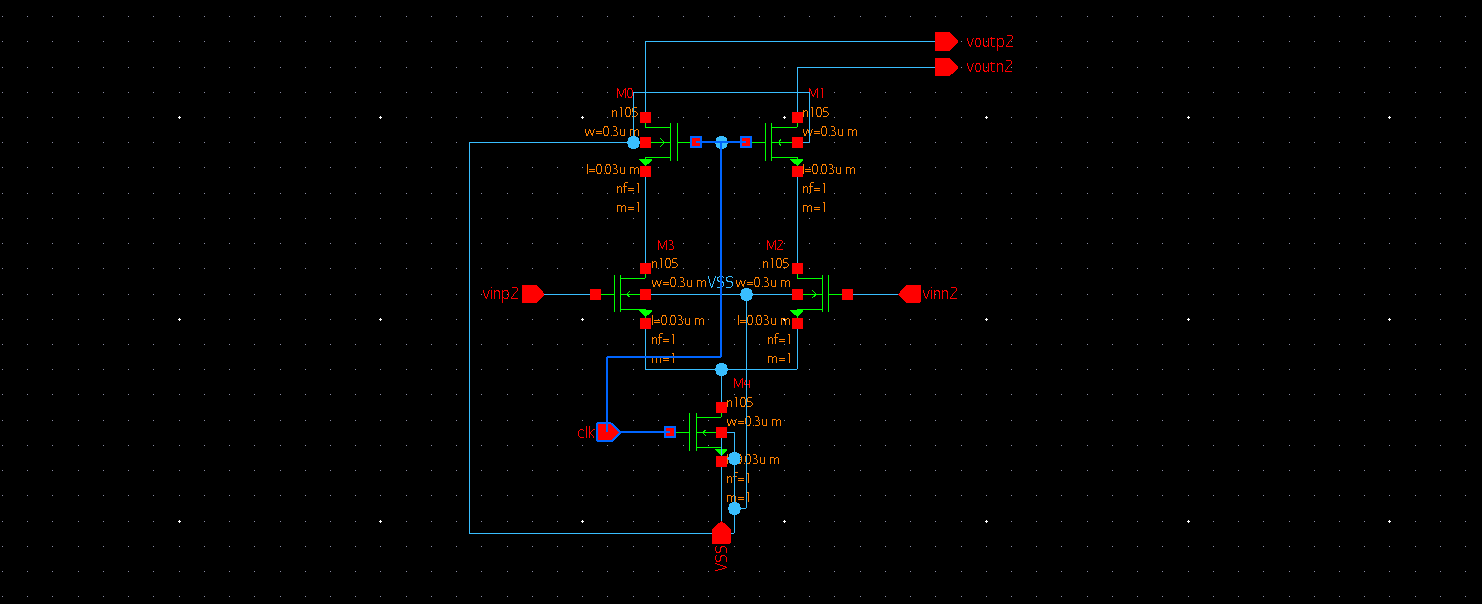 voutp2
voutn2
M0
M1
n105
n105
w=0.3u m
w=0.3u m
l=0.03u m
l=0.03u m
nf=1
nf=1
m=1
m=1
M3
M2
n105
n105
w=0.3u m
VSS
w=0.3u m
vinp2
vinn2
l=0.03u m
l=0.03u m
nf=1
nf=1
m=1
m=1
M4
n105
w=0.3u m
clk
l=0.03u m
nf=1
m=1
VSS